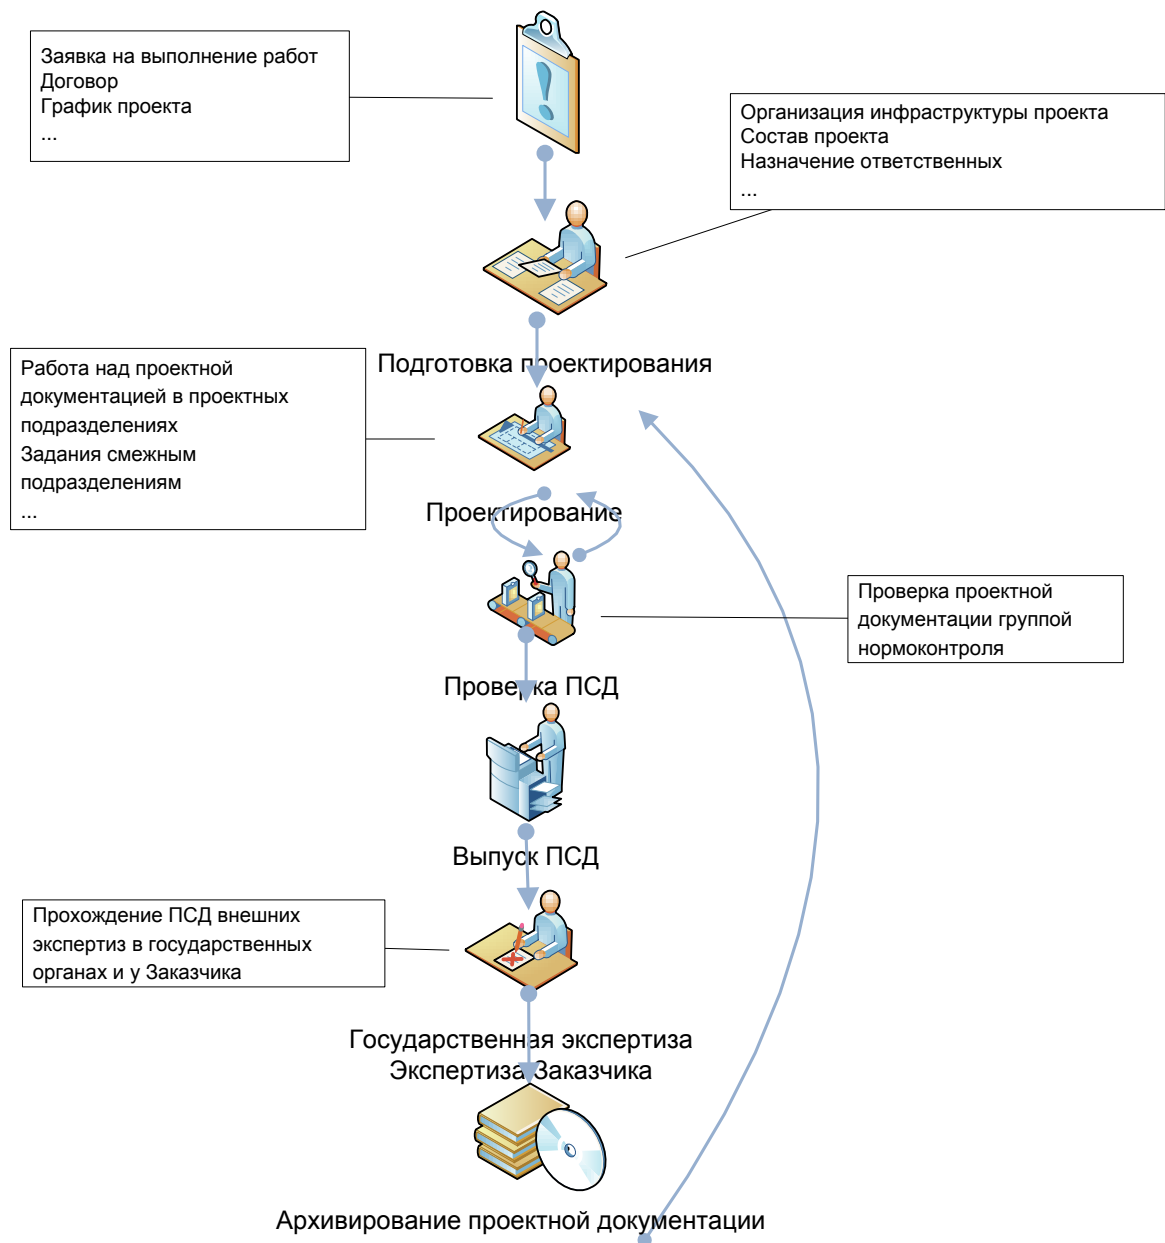 Заявка на выполнение работ
Договор
График проекта
...
Организация инфраструктуры проекта
Состав проекта
Назначение ответственных
...
Подготовка проектирования
Работа над проектной
документацией в проектных
подразделениях
Задания смежным
подразделениям
...
Проектирование
Проверка проектной
документации группой
нормоконтроля
Проверка ПСД
Выпуск ПСД
Прохождение ПСД внешних
экспертиз в государственных
органах и у Заказчика
Государственная экспертиза
Экспертиза Заказчика
Архивирование проектной документации